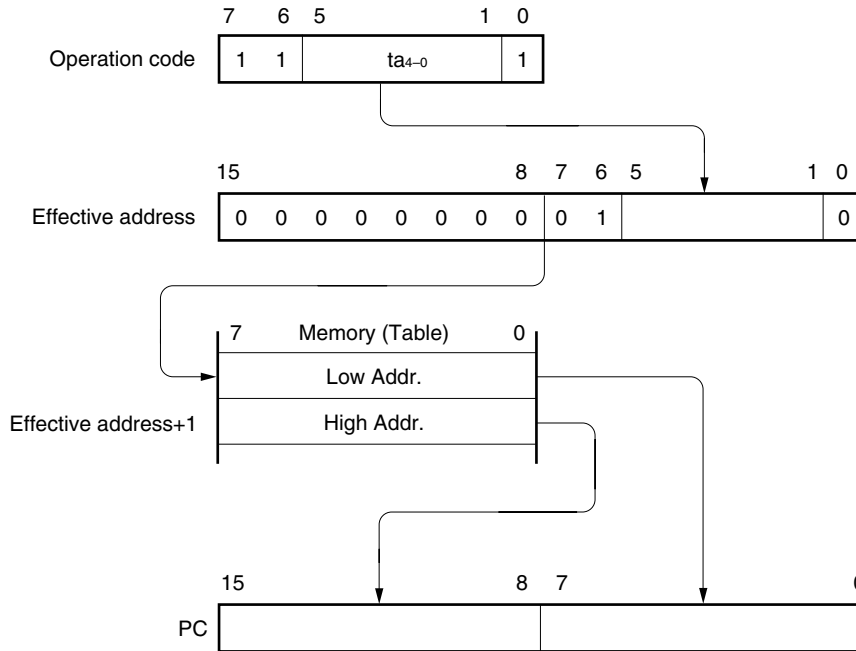 7 6 5 1 0
Operation code 1 1 ta4–0 1
15 8 7 6 5 1 0
Effective address 0 0 0 0 0 0 0 0 0 1 0
7 Memory (Table) 0
Low Addr.
Effective address+1 High Addr.
15 8 7
PC